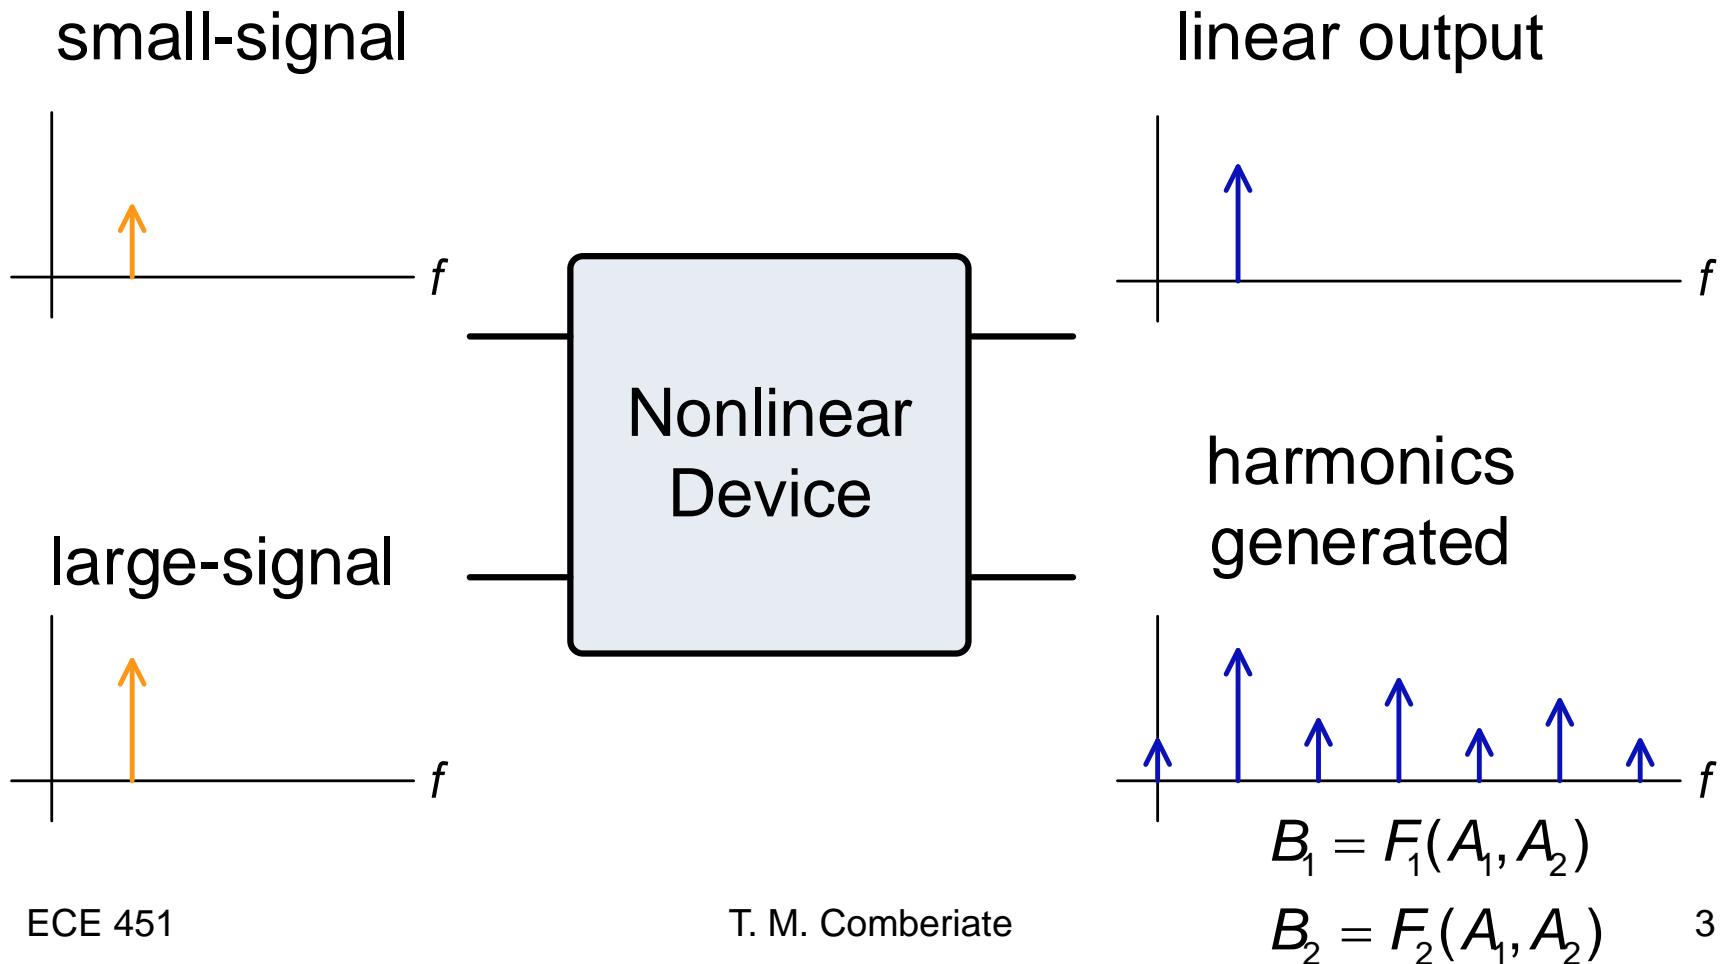 small-signal
linear output
f
f
Nonlinear
Device
harmonics
generated
large-signal
f
f
B₁ = F₁(A₁, A₂)
B₂ = F₂(A₁, A₂)
ECE 451
T. M. Comberiate
3